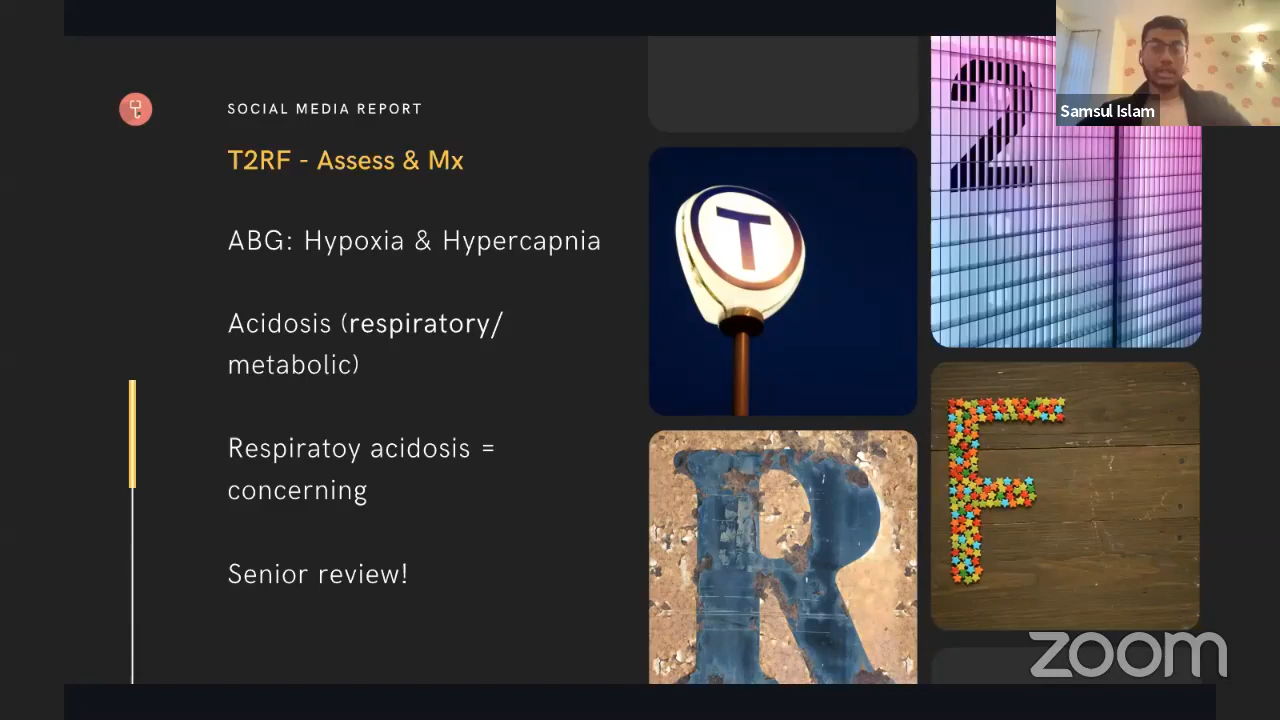 SOCIAL MEDIA REPORT
T2RF - Assess & Mx
ABG: Hypoxia & Hypercapnia
Acidosis (respiratory/
metabolic)
Respiratoy acidosis =
concerning
Senior review!
T
2
R
F
Samsul Islam
zoom